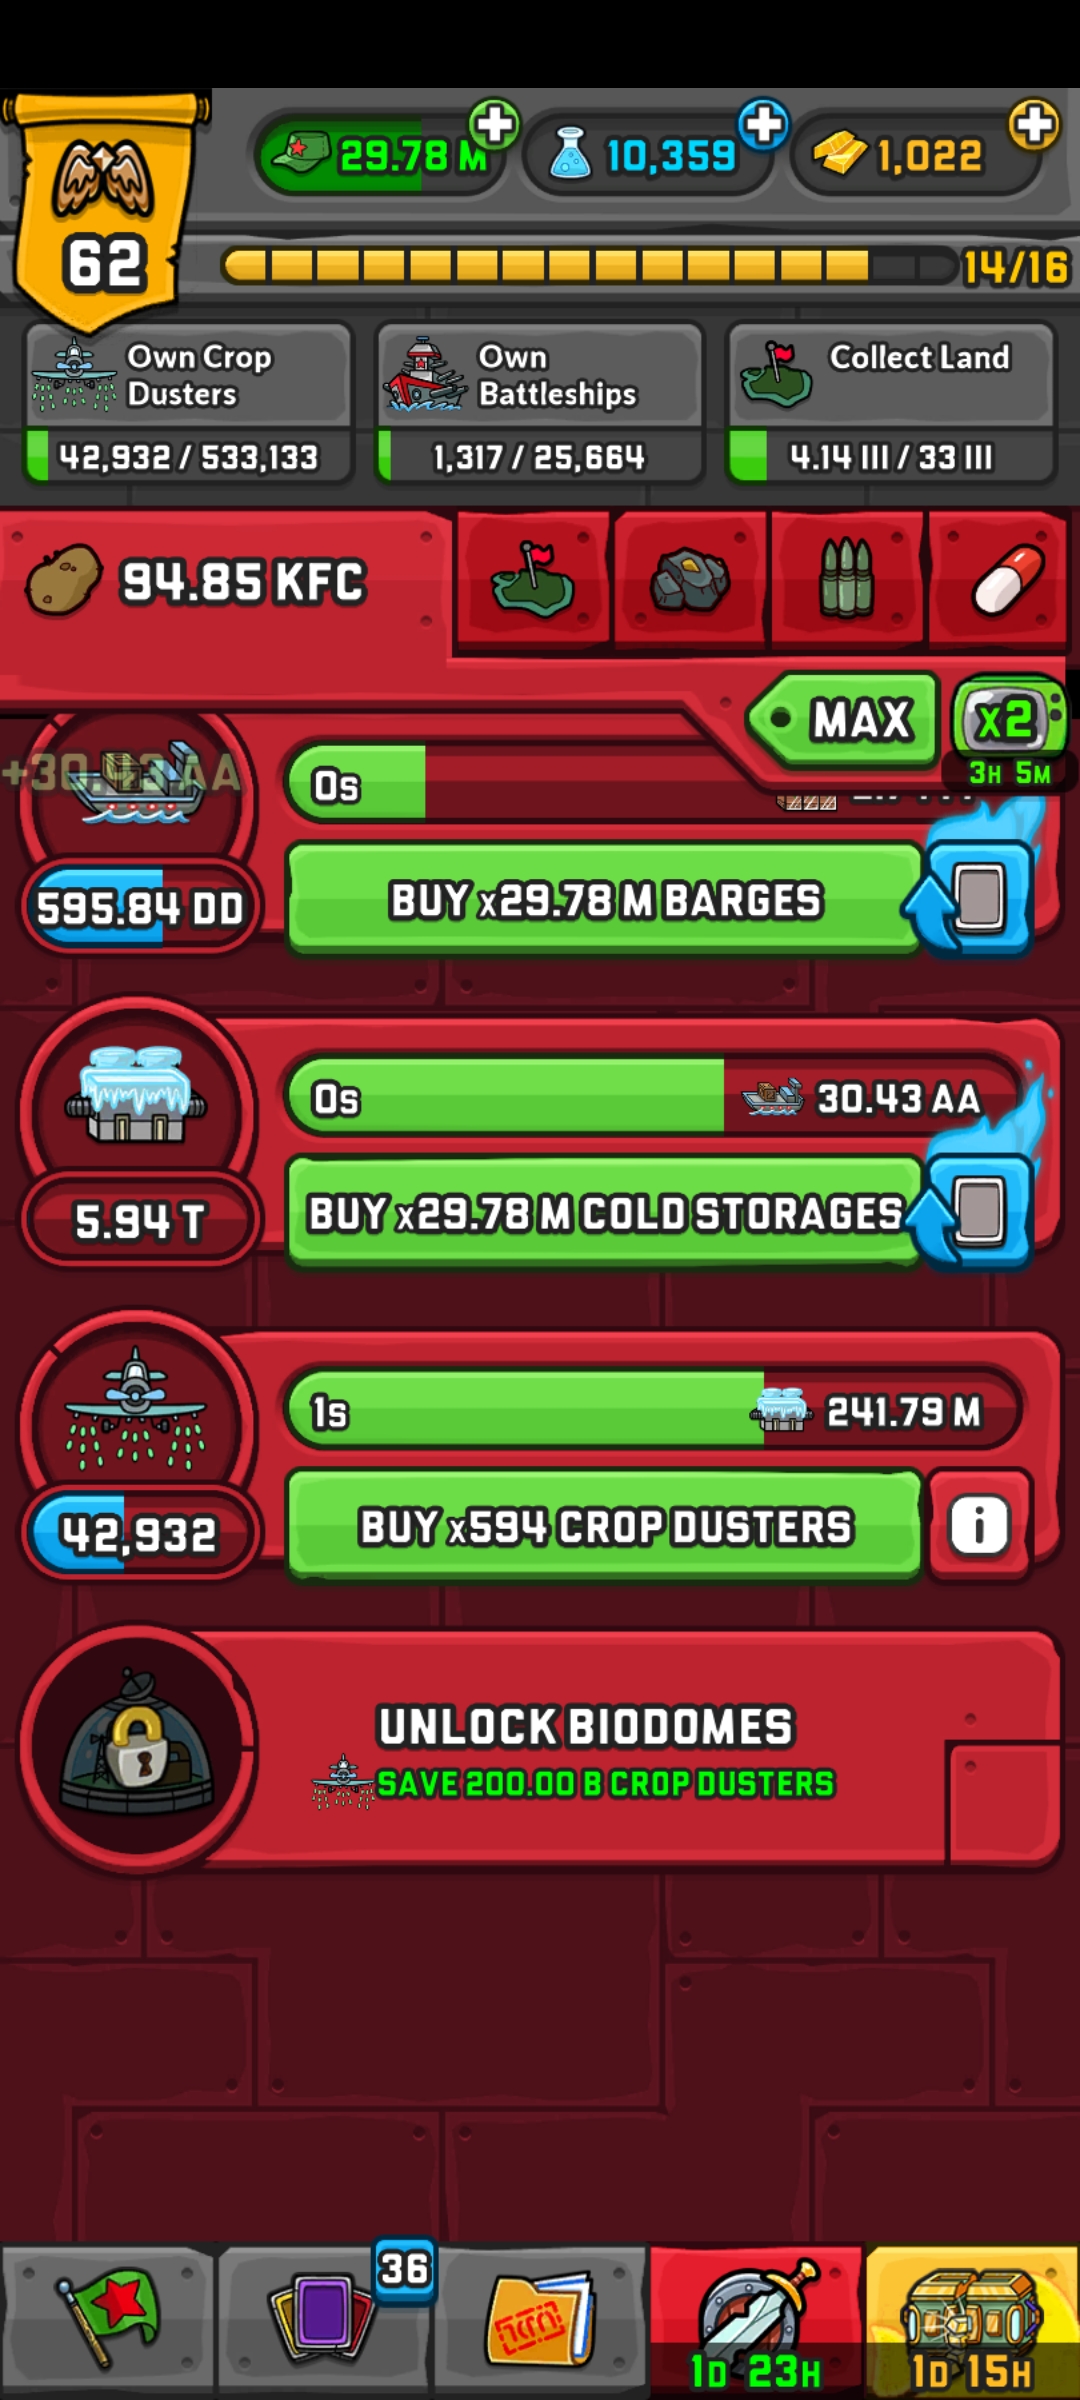 29.78 M
10,359
1,022
62
14/16
Own Crop
Dusters
Own
Battleships
Collect Land
42,932 / 533,133
1,317 / 25,664
4.14 III / 33 III
94.85 KFC
MAX
x2
3H 5M
0s
595.84 DD
BUY x29.78 M BARGES
0s
30.43 AA
5.94 T
BUY x29.78 M COLD STORAGES
1s
241.79 M
42,932
BUY x594 CROP DUSTERS
i
UNLOCK BIODOMES
SAVE 200.00 B CROP DUSTERS
36
1D 23H
1D 15H